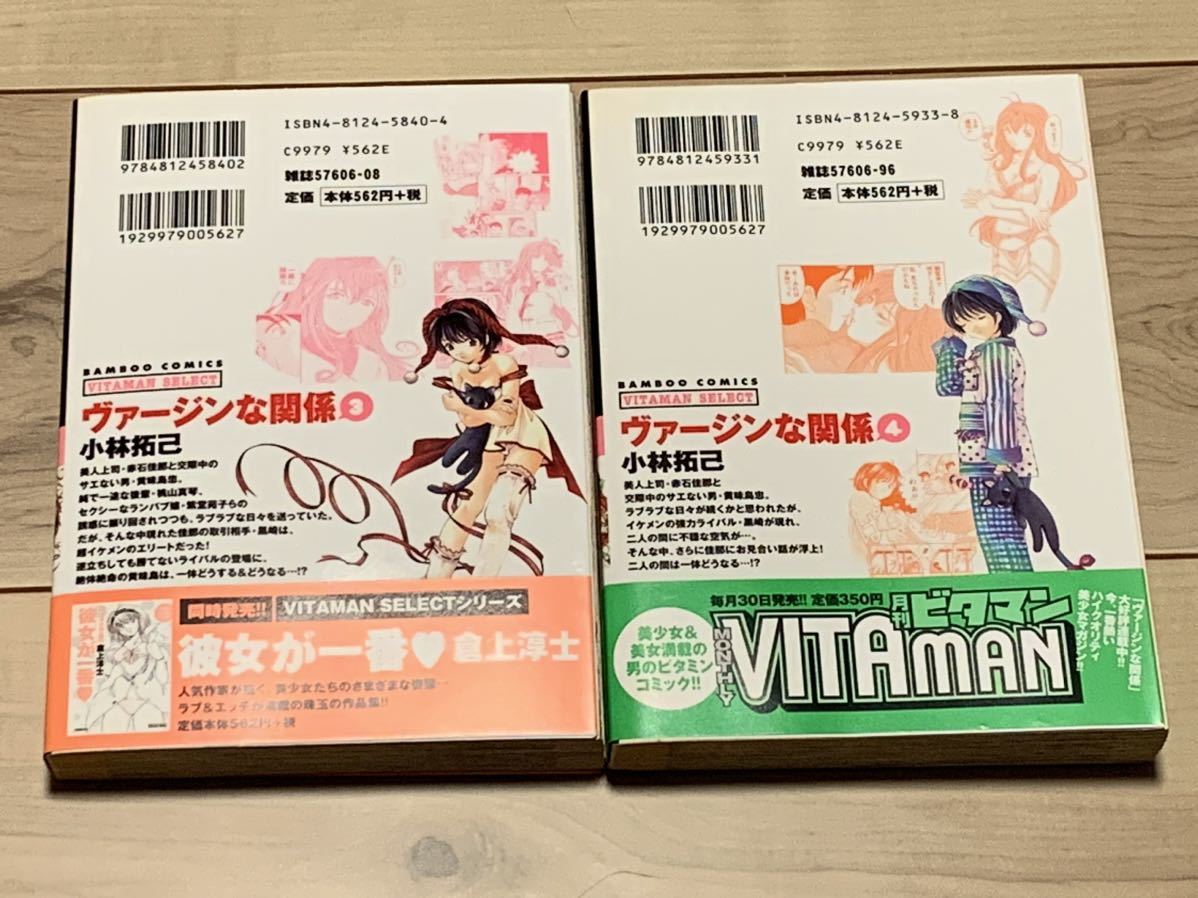 9784812458402
1929979005627
ISBN4-8124-5840-4
C9979 ¥562E
雑誌57606-08
定価 本体562円+税
BAMBOO COMICS
VITAMAN SELECT
ヴァージンな関係3
小林拓己
美人上司・赤石佳那と交際中の
サエない男・黄味島忠。
純で一途な後輩・桃山真琴、
セクシーなランパブ嬢・紫堂苑子らの
誘惑に振り回されつつも、ラブラブな日々を送っていた。
だが、そんな中現れた佳那の取引相手・黒崎は、
超イケメンのエリートだった!
逆立ちしても勝てないライバルの登場に、
絶体絶命の黄味島は、一体どうする&どうなる…!?
同時発売!! VITAMAN SELECTシリーズ
彼女が一番♥倉上淳士
人気作家が描く、美少女たちのさまざまな
ラブ&エッチが満載の珠玉の作品集!!
定価本体562円+税
彼女が一番♥
倉上淳士
9784812459331
1929979005627
ISBN4-8124-5933-8
C9979 ¥562E
雑誌57606-96
定価 本体562円+税
BAMBOO COMICS
VITAMAN SELECT
ヴァージンな関係4
小林拓己
美人上司・赤石佳那と
交際中のサエない男・黄味島忠。
ラブラブな日々が続くかと思われたが、
イケメンの強力ライバル・黒崎が現れ、
二人の間に不穏な空気が…。
そんな中、さらに佳那にお見合い話が浮上!
二人の間は一体どうなる…!?
毎月30日発売!! 定価350円
月刊ビタマン
MONTHLY
VITAMAN
美少女&
美女満載の
男のビタミン
コミック!!
「ヴァージンな関係」
大好評連載中!!
今、一番熱い
ハイクオリティ
美少女マガジン!!